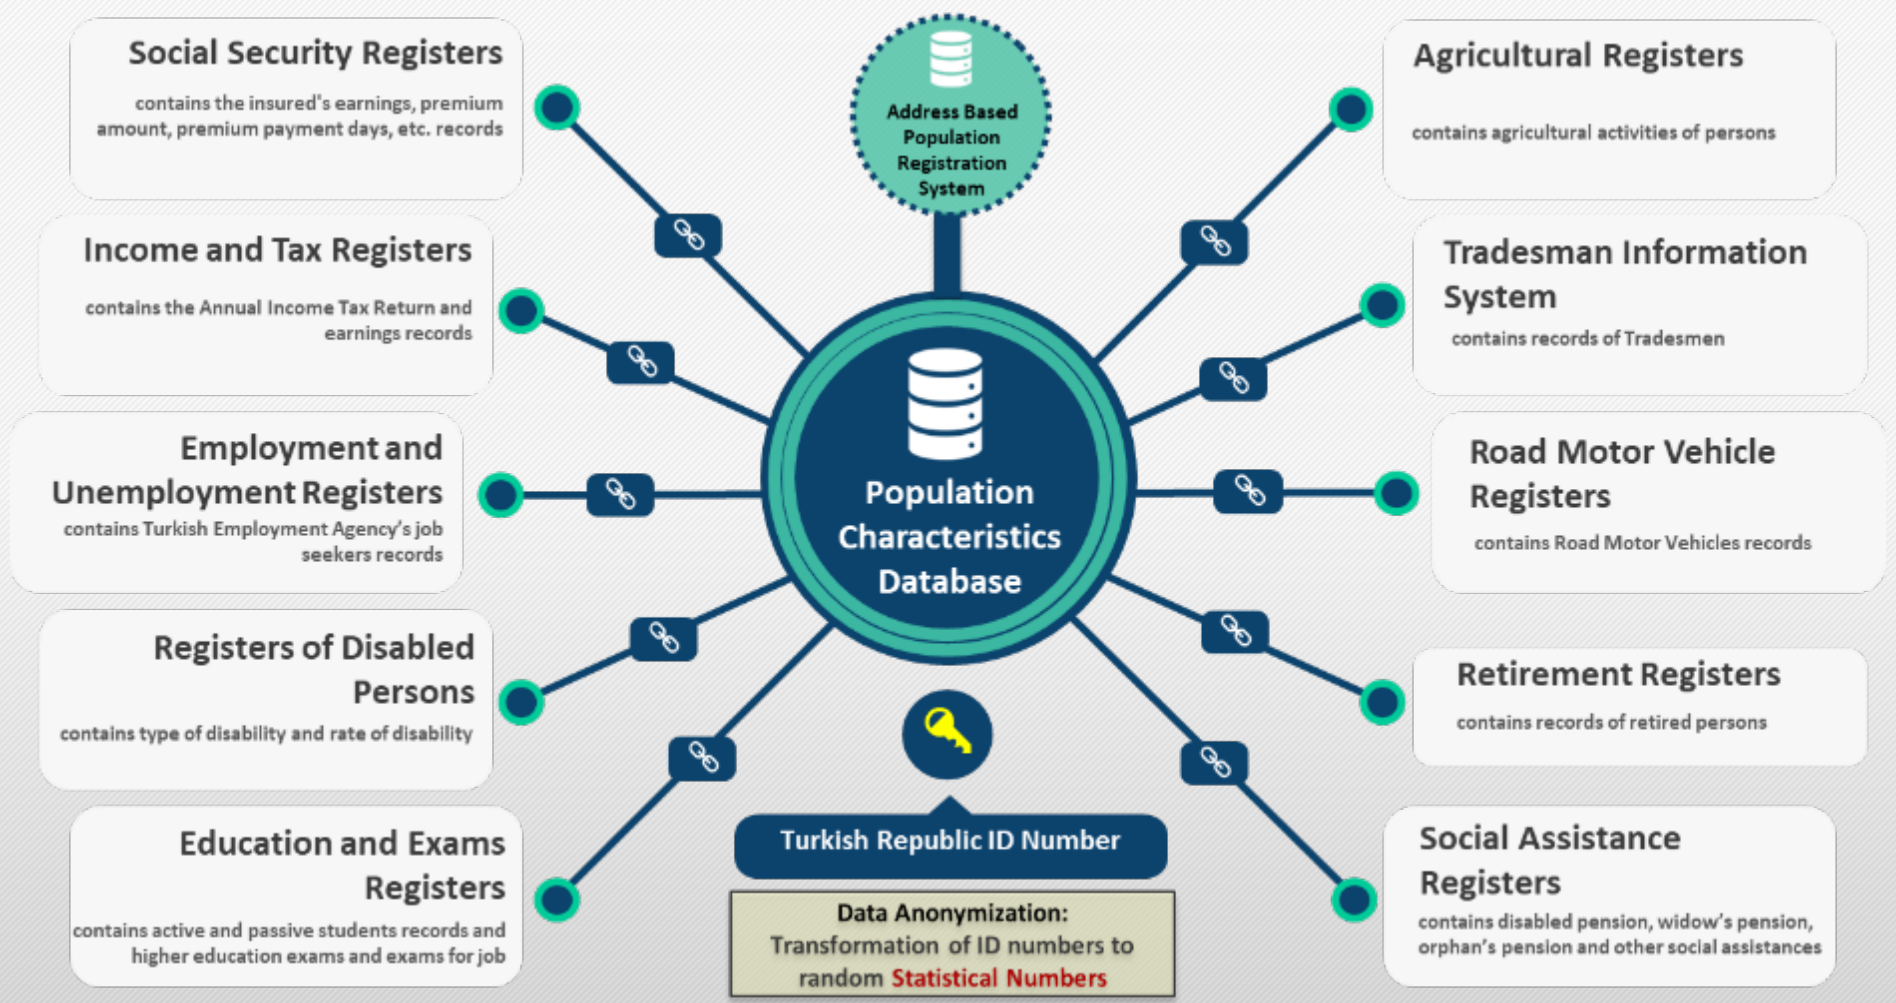 Social Security Registers
contains the insured's earnings, premium
amount, premium payment days, etc. records
Income and Tax Registers
contains the Annual Income Tax Return and
earnings records
Employment and
Unemployment Registers
contains Turkish Employment Agency's job
seekers records
Registers of Disabled
Persons
contains type of disability and rate of disability
Education and Exams
Registers
contains active and passive students records and
higher education exams and exams for job
Address Based
Population
Registration
System
Population
Characteristics
Database
Turkish Republic ID Number
Data Anonymization:
Transformation of ID numbers to
random Statistical Numbers
Agricultural Registers
contains agricultural activities of persons
Tradesman Information
System
contains records of Tradesmen
Road Motor Vehicle
Registers
contains Road Motor Vehicles records
Retirement Registers
contains records of retired persons
Social Assistance
Registers
contains disabled pension, widow's pension,
orphan's pension and other social assistances